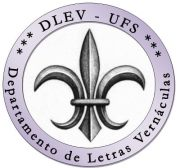 *** DLEV - UFS ***
Departamento de Letras Vernáculas